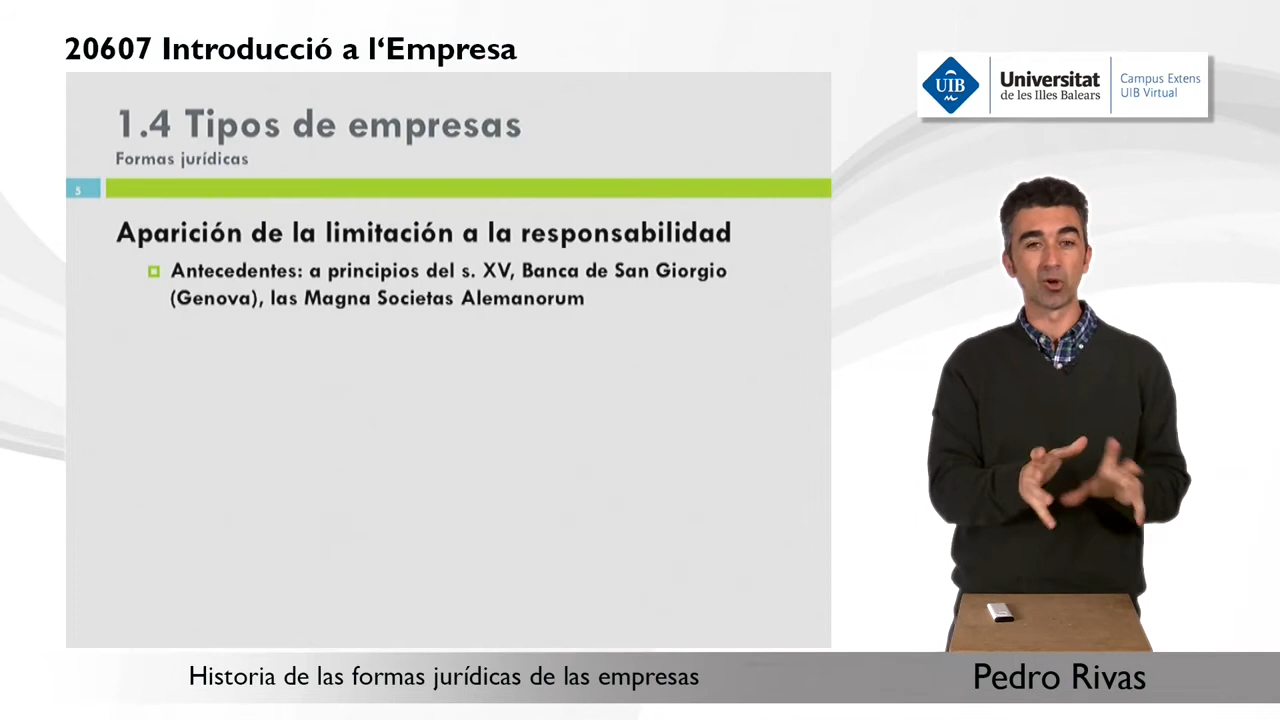 20607 Introducció a l‘Empresa
UIB
Universitat
de les Illes Balears
Campus Extens
UIB Virtual
1.4 Tipos de empresas
Formas jurídicas
5
Aparición de la limitación a la responsabilidad
Antecedentes: a principios del s. XV, Banca de San Giorgio
(Genova), las Magna Societas Alemanorum
Historia de las formas jurídicas de las empresas
Pedro Rivas